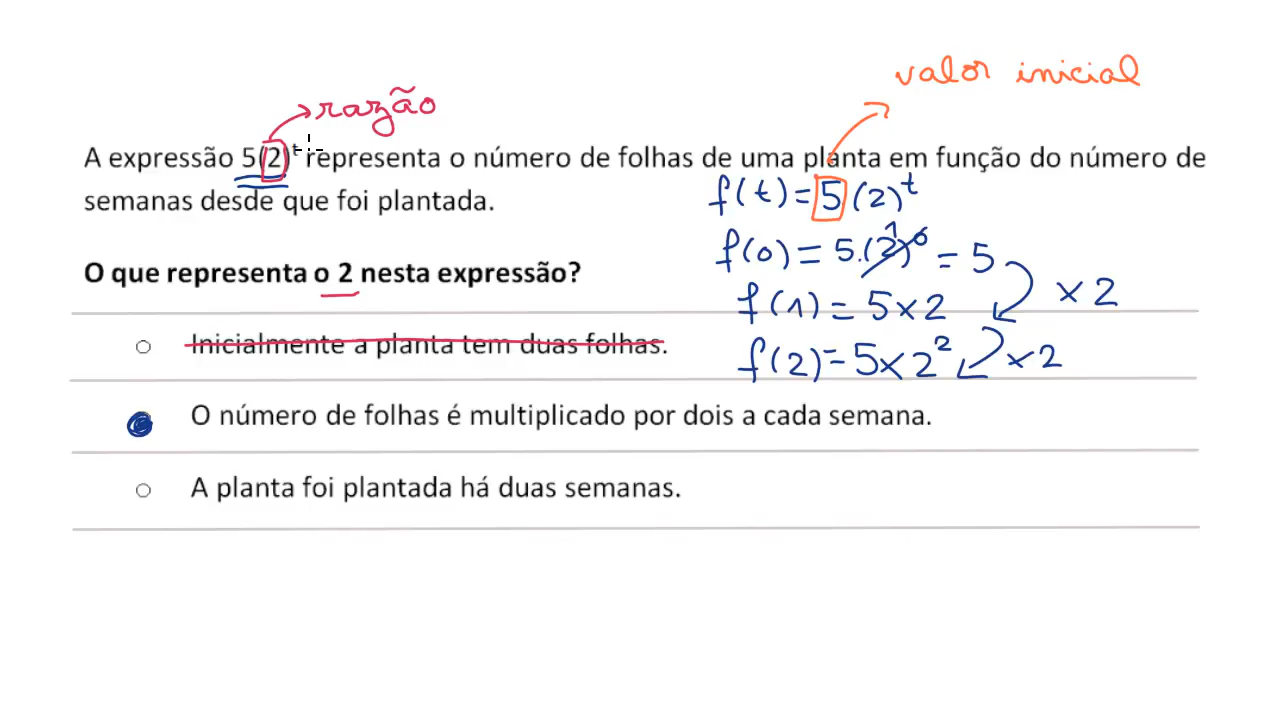 valor inicial
razão
A expressão 5(2)ᵗ representa o número de folhas de uma planta em função do número de
semanas desde que foi plantada.
f(t) = 5(2)ᵗ
O que representa o 2 nesta expressão?
f(0) = 5.(2)⁰ 1 = 5
× 2
f(1) = 5×2
Inicialmente a planta tem duas folhas.
f(2) = 5×2²
×2
O número de folhas é multiplicado por dois a cada semana.
A planta foi plantada há duas semanas.